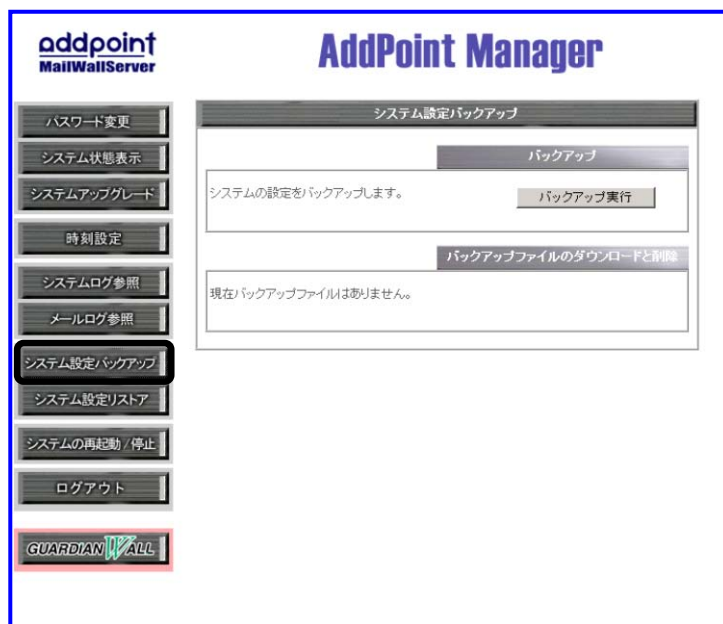 addpoint
MailWallServer
AddPoint Manager
パスワード変更
システム状態表示
システムアップグレード
時刻設定
システムログ参照
メールログ参照
システム設定バックアップ
システム設定リストア
システムの再起動/停止
ログアウト
GUARDIANWALL
システム設定バックアップ
バックアップ
システムの設定をバックアップします。
バックアップ実行
バックアップファイルのダウンロードと削除
現在バックアップファイルはありません。